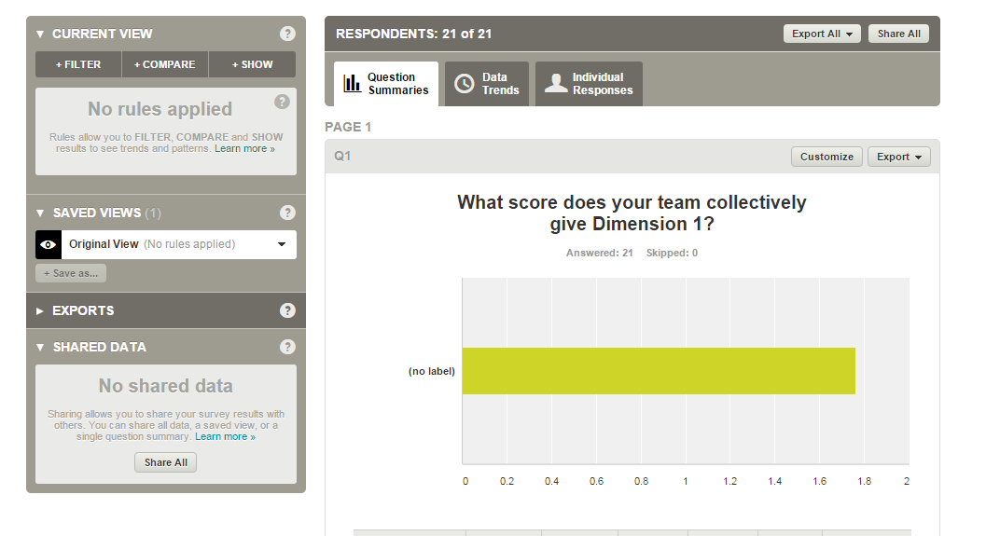 CURRENT VIEW ?
+ FILTER + COMPARE + SHOW
No rules applied ?
Rules allow you to FILTER, COMPARE and SHOW
results to see trends and patterns. Learn more »
SAVED VIEWS (1) ?
Original View (No rules applied)
+ Save as...
EXPORTS ?
SHARED DATA ?
No shared data
Sharing allows you to share your survey results with
others. You can share all data, a saved view, or a
single question summary. Learn more »
Share All
RESPONDENTS: 21 of 21
Export All Share All
Question
Summaries
Data
Trends
Individual
Responses
PAGE 1
Q1
Customize Export
What score does your team collectively
give Dimension 1?
Answered: 21 Skipped: 0
(no label)
0 0.2 0.4 0.6 0.8 1 1.2 1.4 1.6 1.8 2